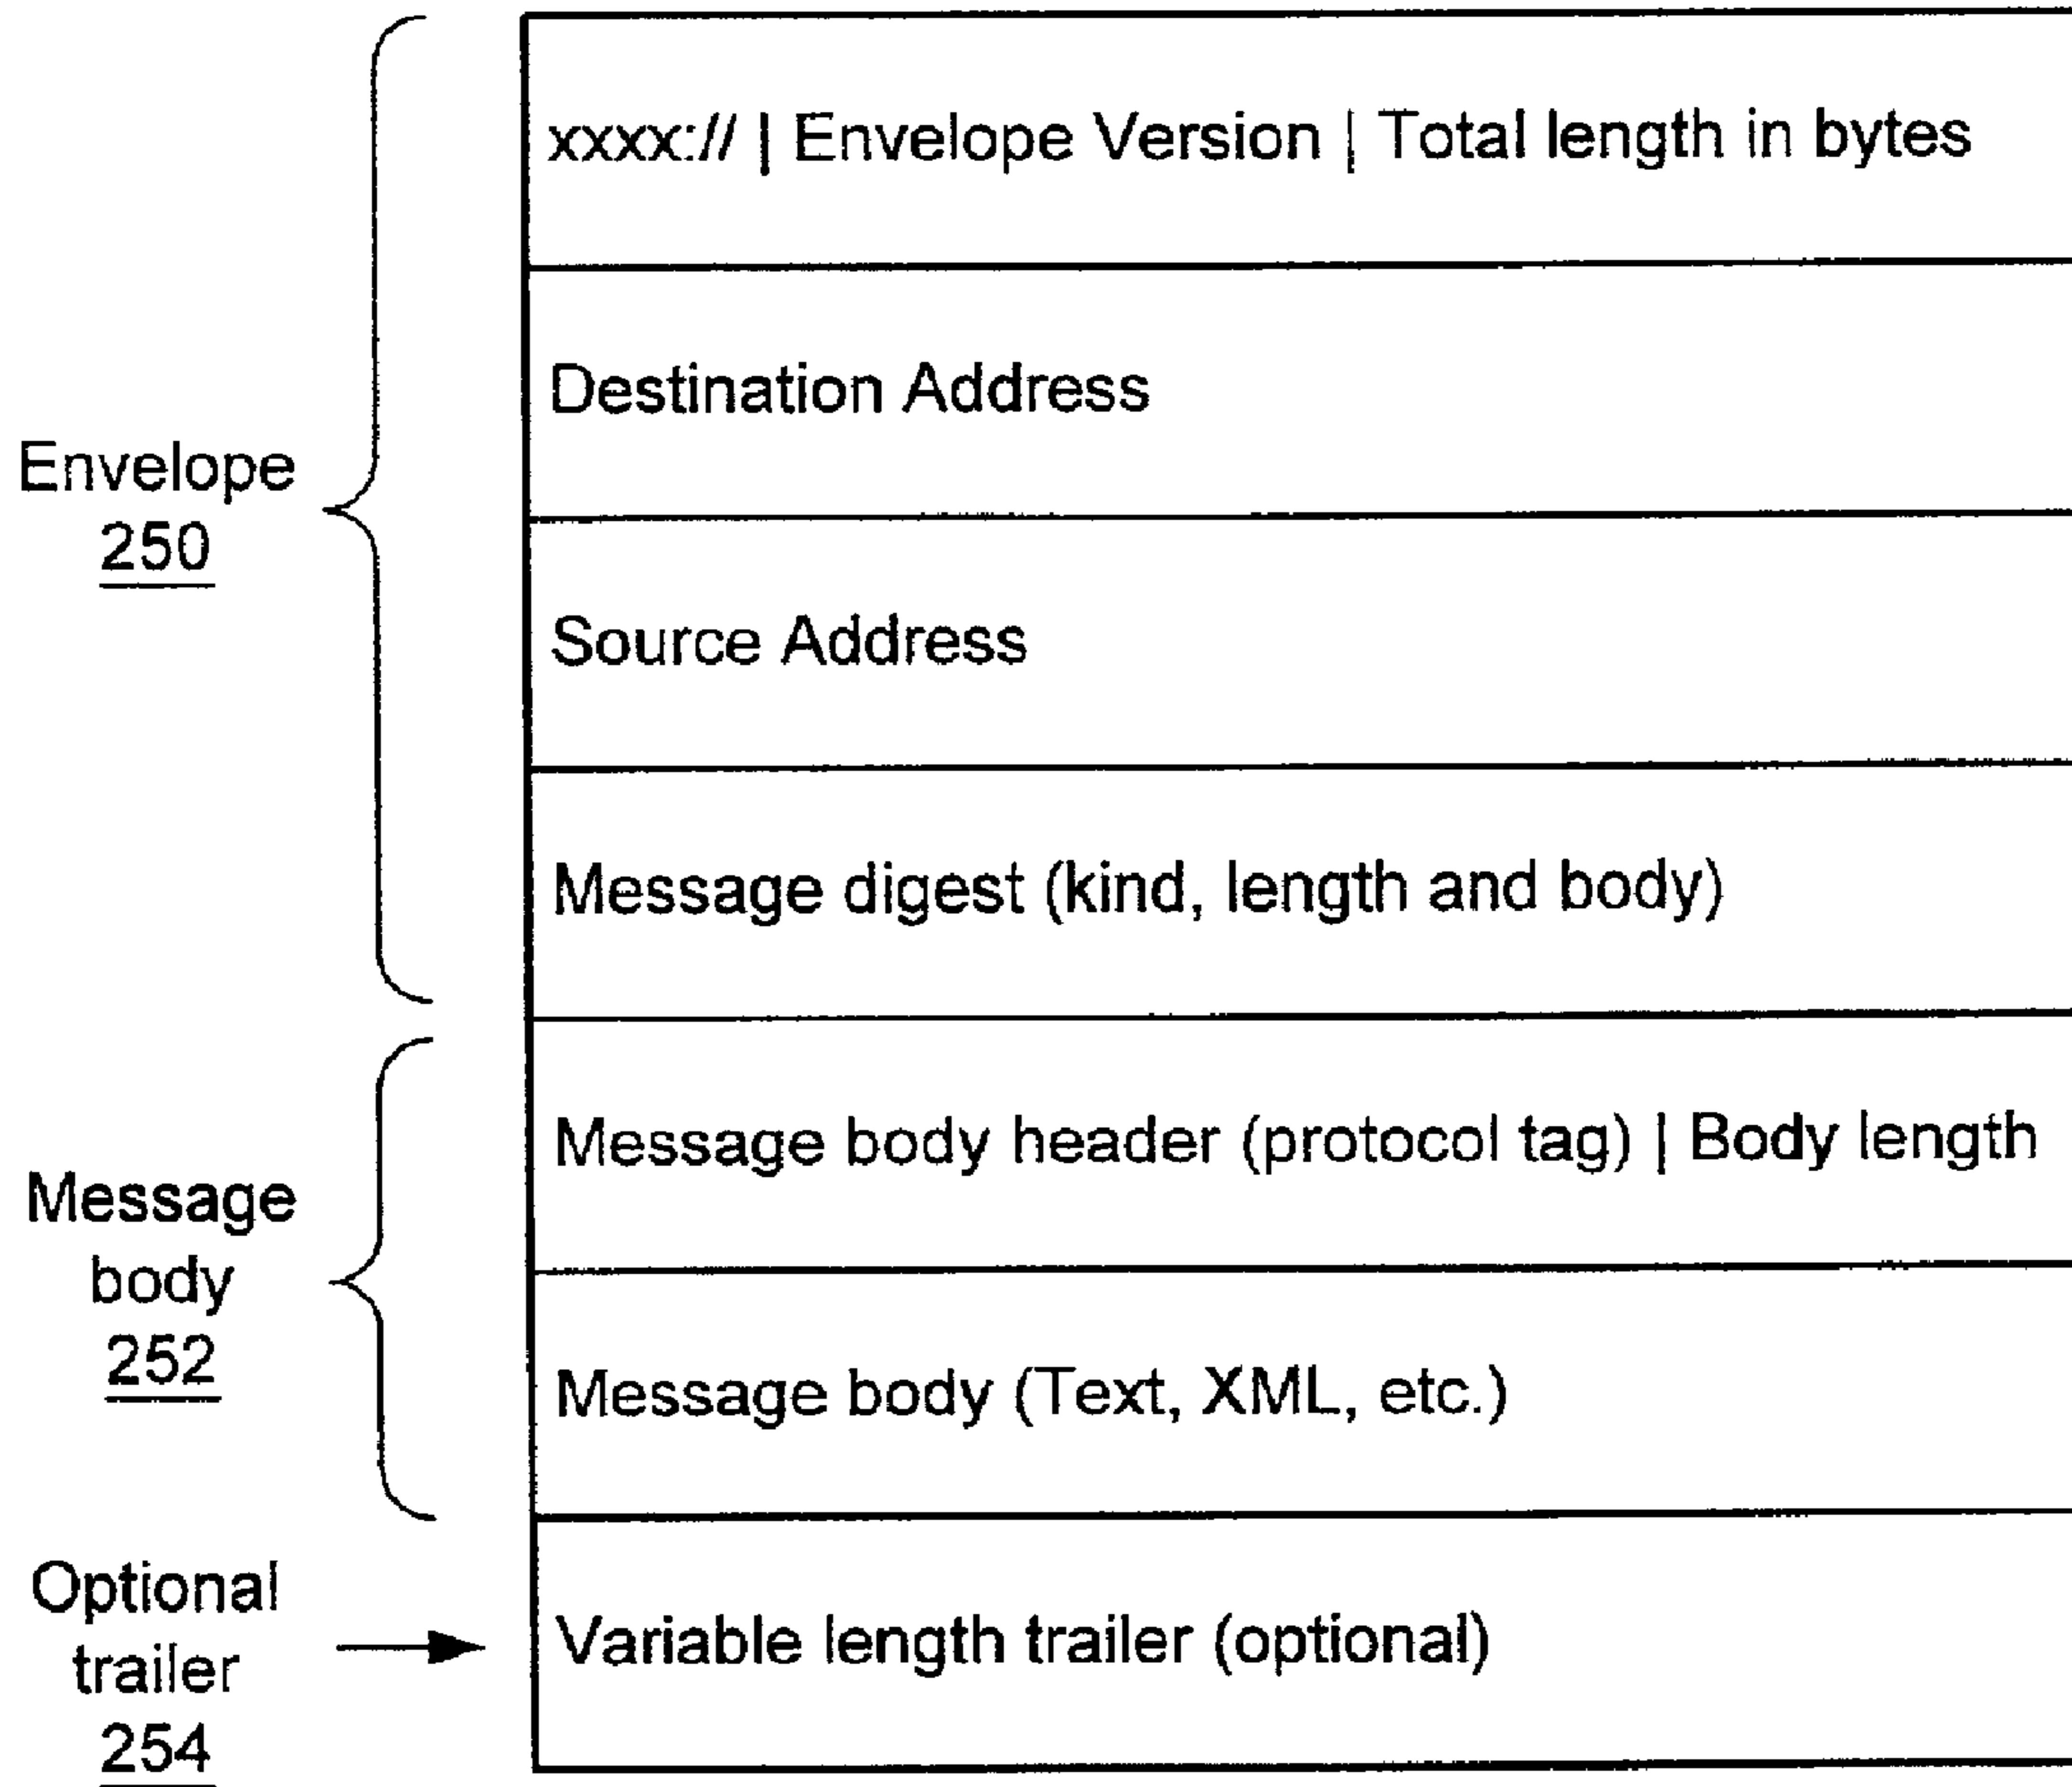 xxxx:// | Envelope Version | Total length in bytes
Destination Address
Envelope
250
Source Address
Message digest (kind, length and body)
Message body header (protocol tag) | Body length
Message
body
252
Message body (Text, XML, etc.)
Optional
trailer
254
Variable length trailer (optional)